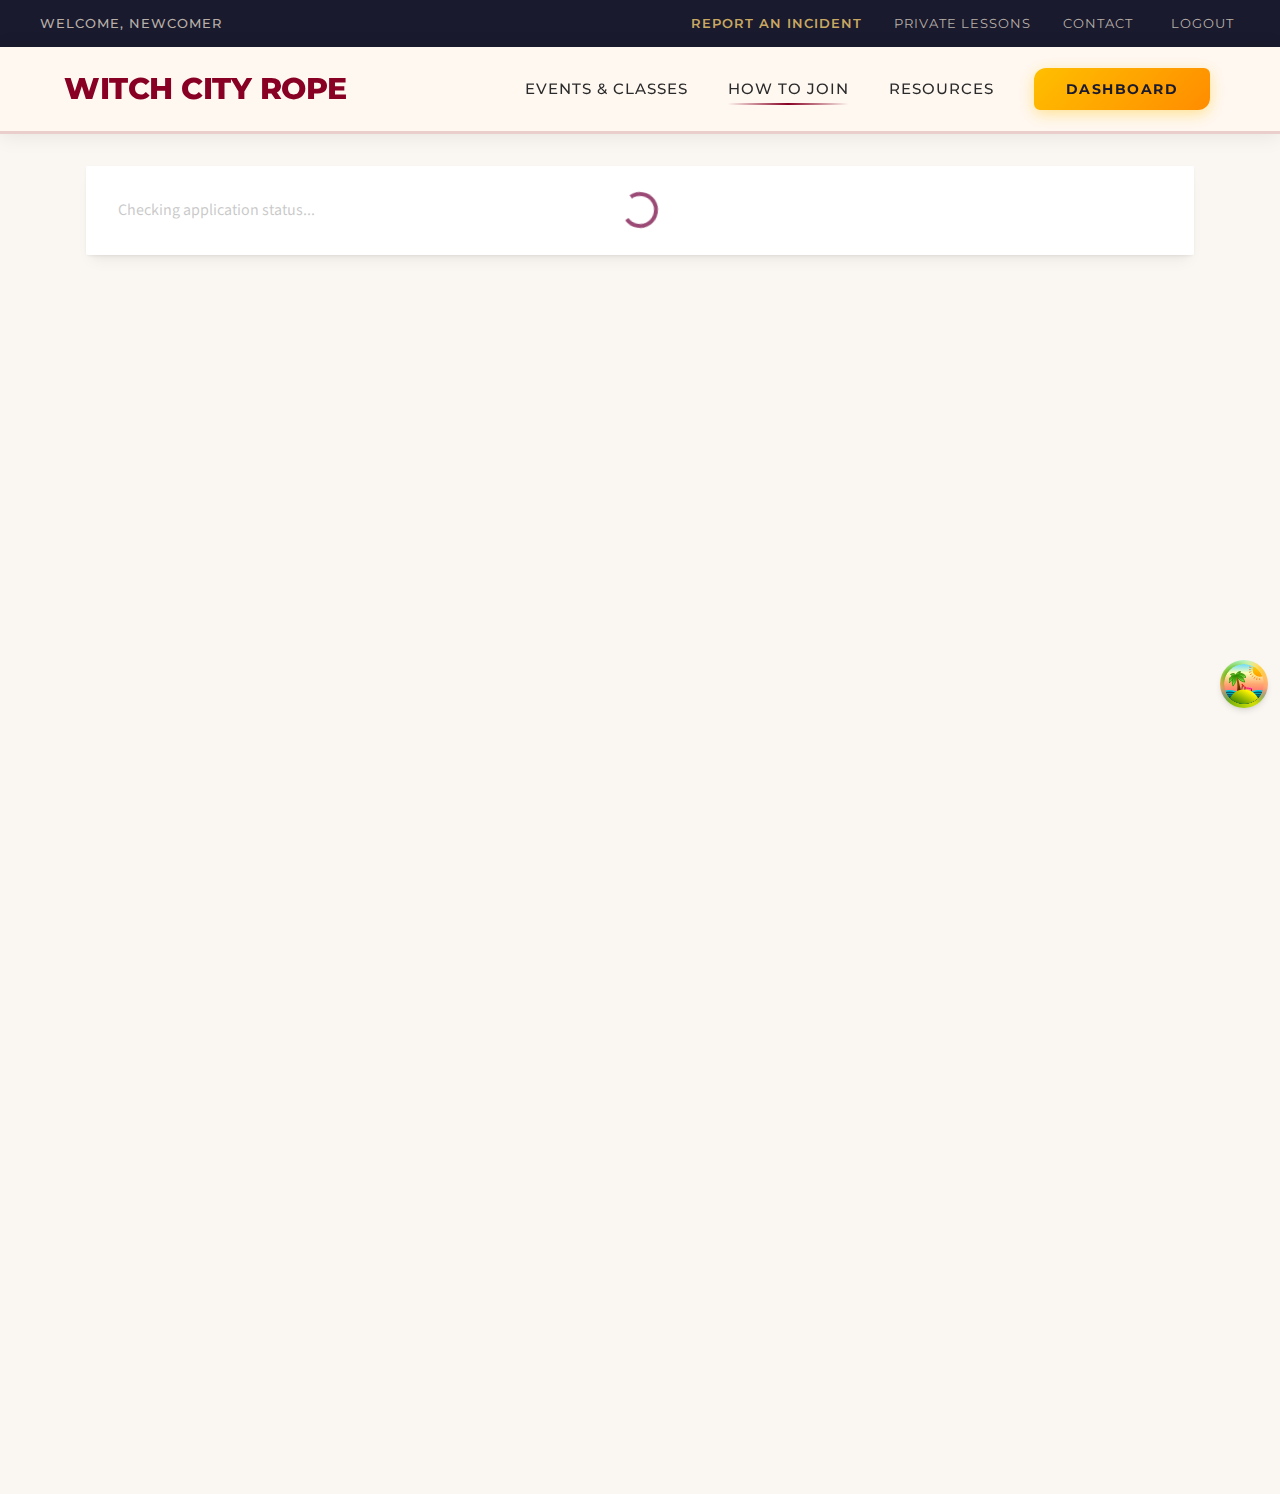 WELCOME, NEWCOMER
REPORT AN INCIDENT PRIVATE LESSONS CONTACT LOGOUT
WITCH CITY ROPE
EVENTS & CLASSES HOW TO JOIN RESOURCES DASHBOARD
Checking application status...